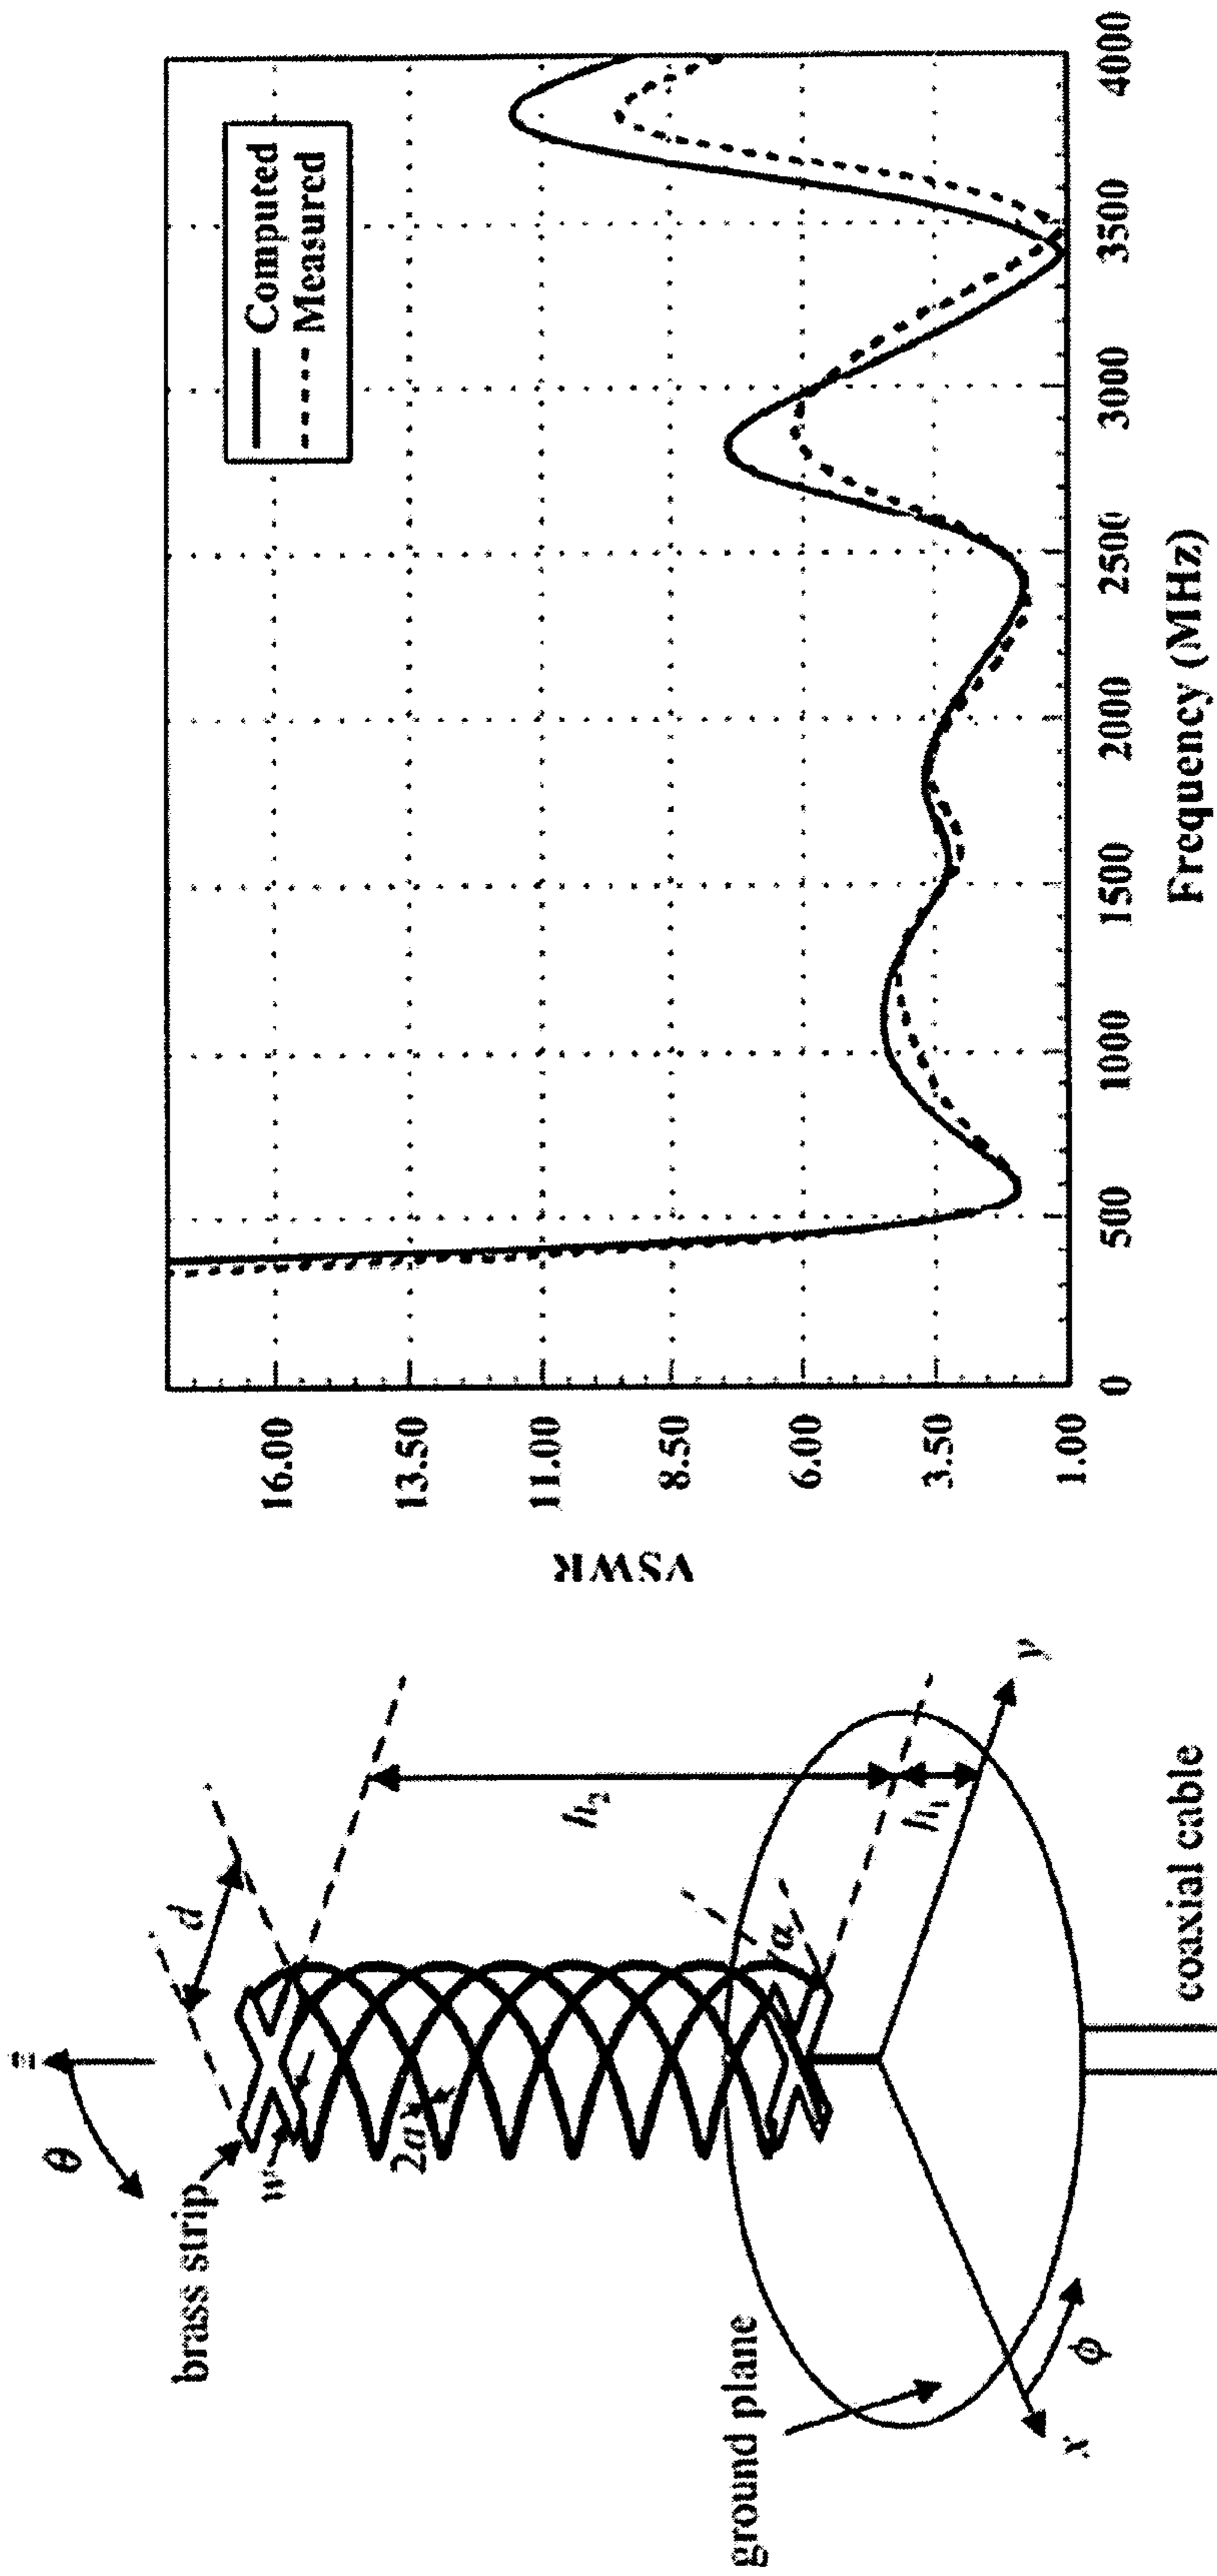 z
θ
brass strip
d
w
2a
α
h₂
h₁
ground plane
x
y
ϕ
coaxial cable
VSWR
16.00
13.50
11.00
8.50
6.00
3.50
1.00
Computed
Measured
0
500
1000
1500
2000
2500
3000
3500
4000
Frequency (MHz)